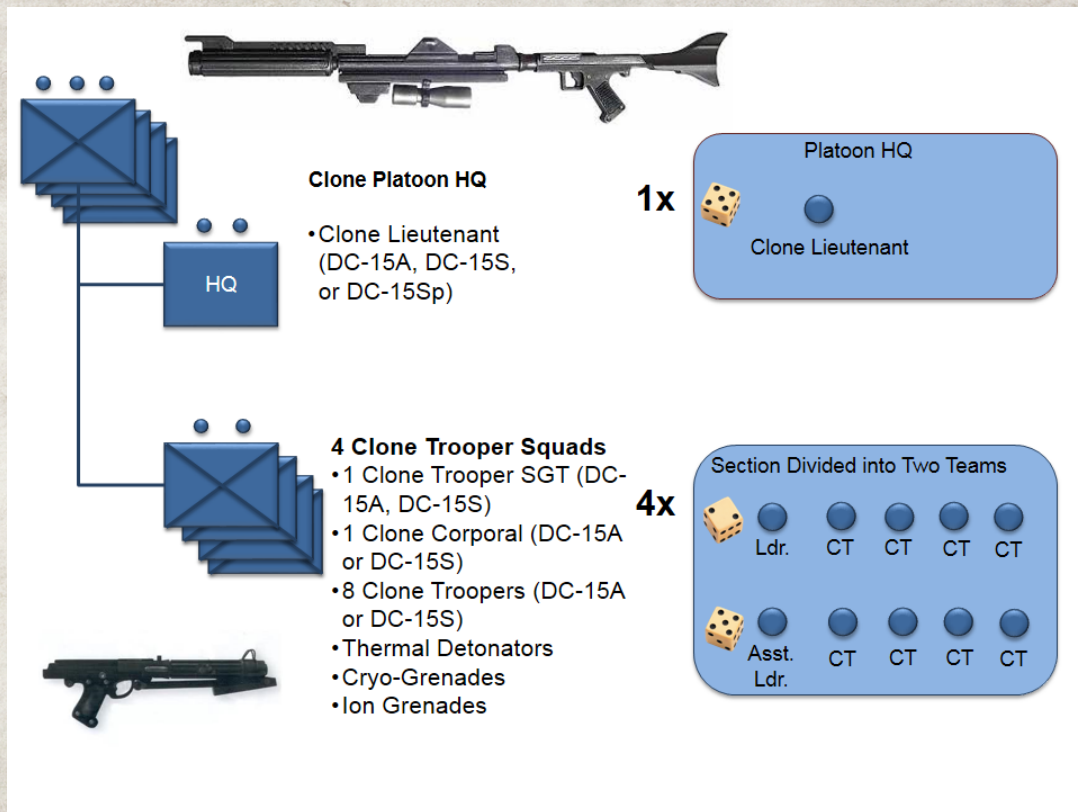 Clone Platoon HQ
•Clone Lieutenant
(DC-15A, DC-15S,
or DC-15Sp)
HQ
1x
Platoon HQ
Clone Lieutenant
4 Clone Trooper Squads
•1 Clone Trooper SGT (DC-
15A, DC-15S)
•1 Clone Corporal (DC-15A
or DC-15S)
•8 Clone Troopers (DC-15A
or DC-15S)
•Thermal Detonators
•Cryo-Grenades
•Ion Grenades
4x
Section Divided into Two Teams
Ldr. CT CT CT CT
Asst. CT CT CT CT
Ldr.